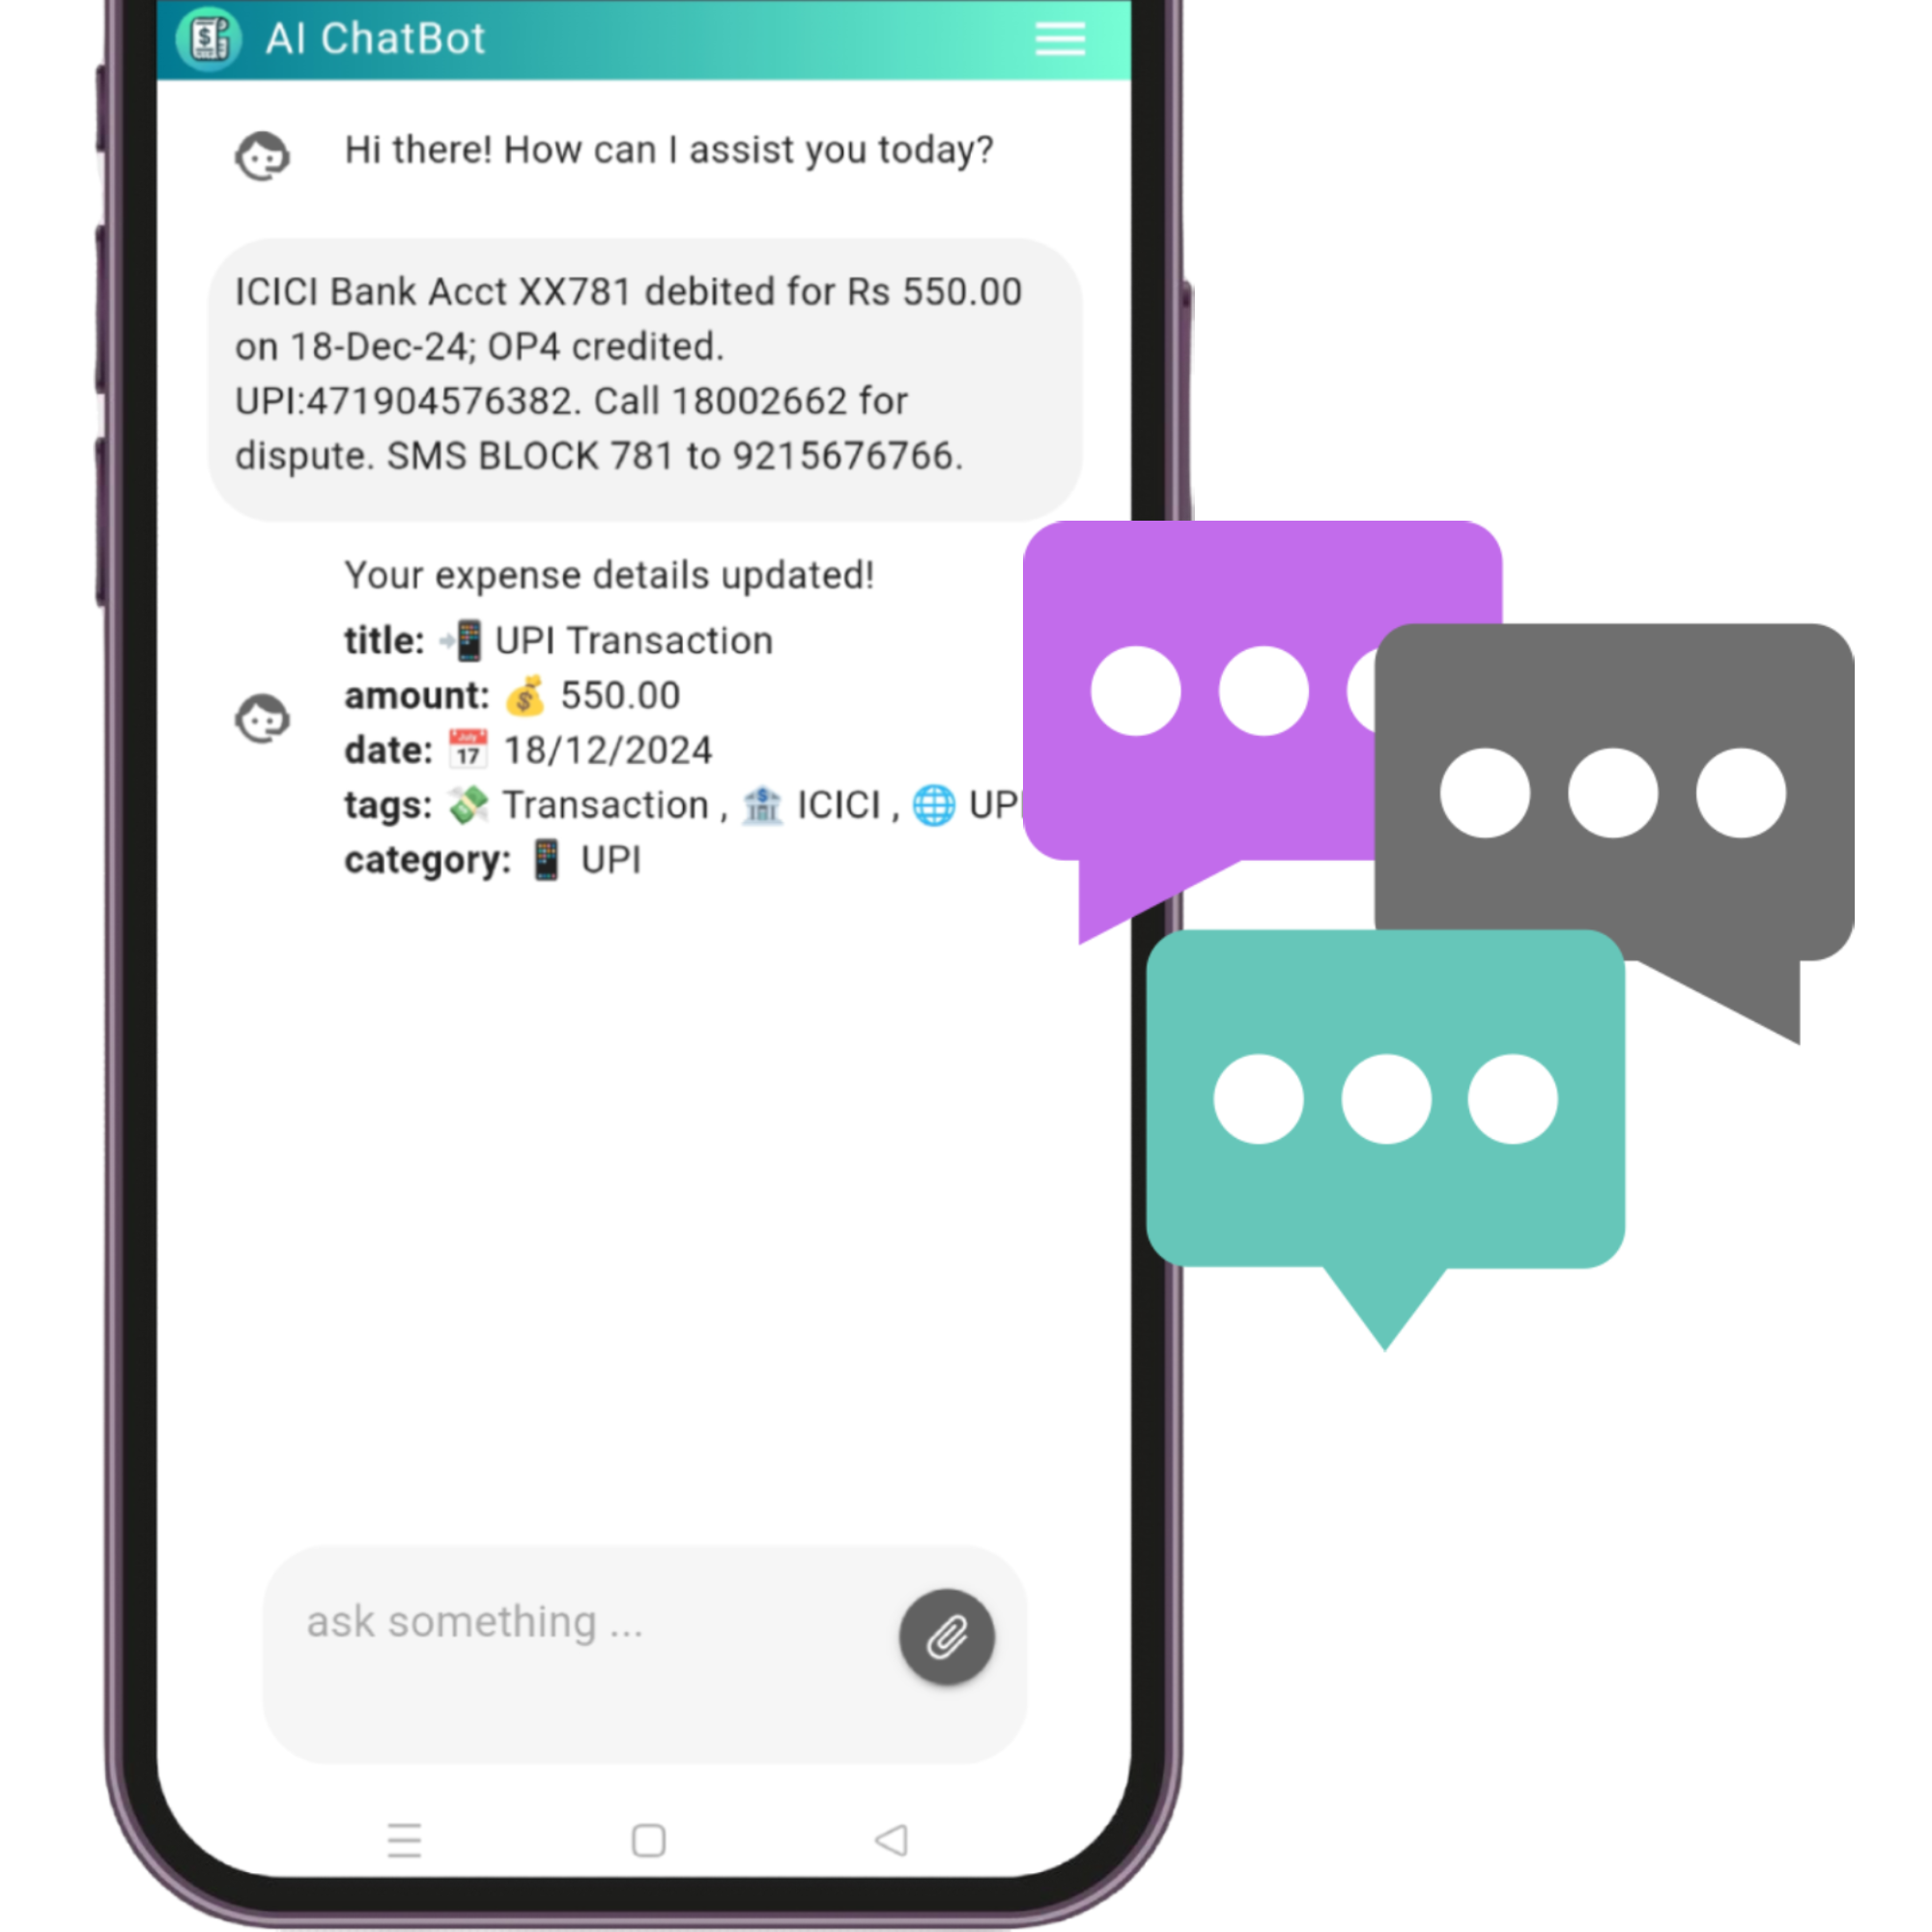 AI ChatBot
Hi there! How can I assist you today?
ICICI Bank Acct XX781 debited for Rs 550.00
on 18-Dec-24; OP4 credited.
UPI:471904576382. Call 18002662 for
dispute. SMS BLOCK 781 to 9215676766.
Your expense details updated!
title: 📲 UPI Transaction
amount: 💰 550.00
date: 📅 18/12/2024
tags: 💸 Transaction , 🏦 ICICI , 🌐 UP
category: 📱 UPI
ask something ...